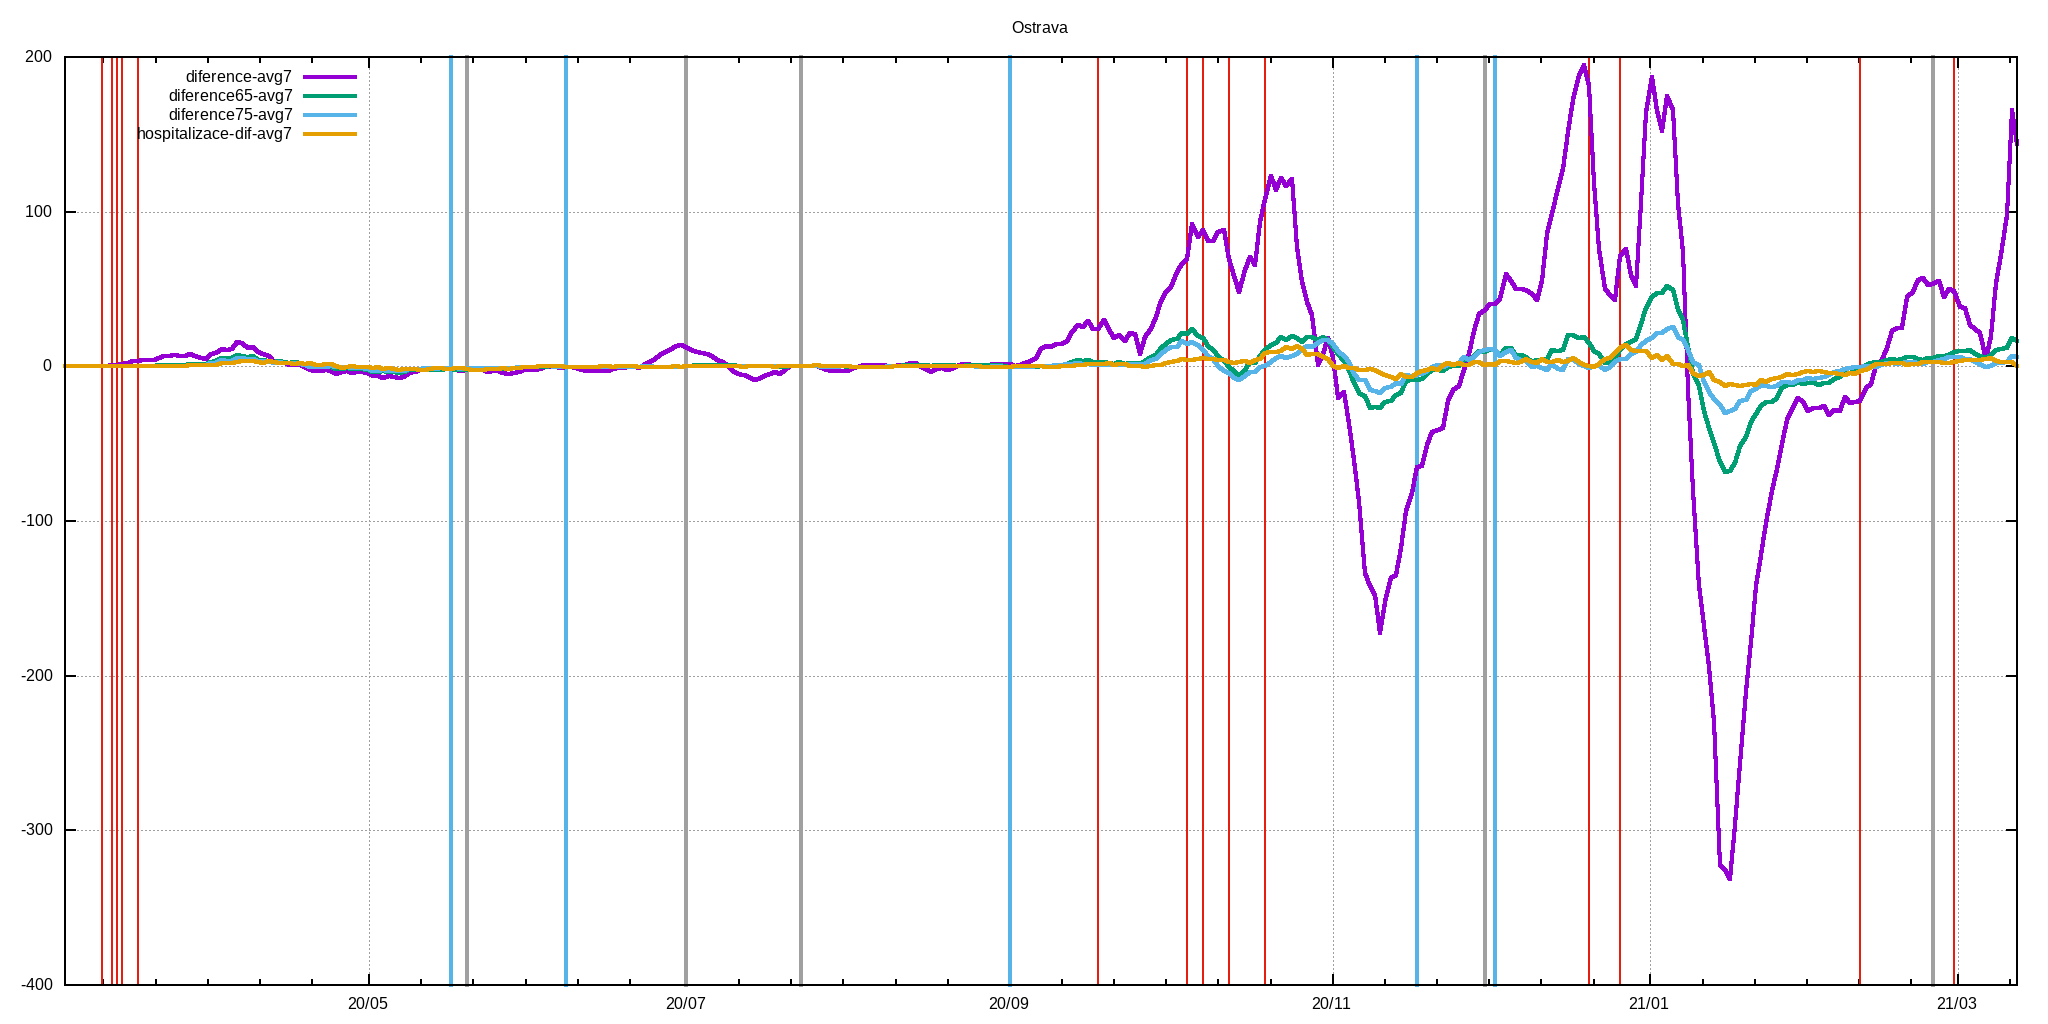 Ostrava
200
diference-avg7
diference65-avg7
diference75-avg7
hospitalizace-dif-avg7
100
0
-100
-200
-300
-400
20/05 20/07 20/09 20/11 21/01 21/03